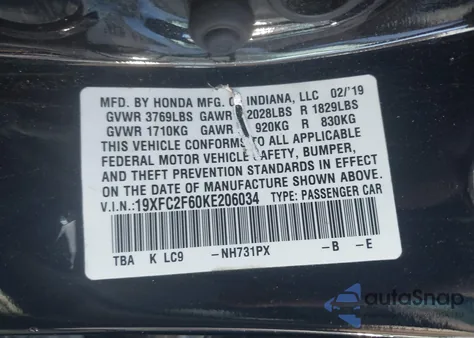 MFD. BY HONDA MFG. OF INDIANA, LLC 02/'19
GVWR 3769LBS GAWR 2028LBS R 1829LBS
GVWR 1710KG GAWR 920KG R 830KG
THIS VEHICLE CONFORMS TO ALL APPLICABLE
FEDERAL MOTOR VEHICLE SAFETY, BUMPER,
AND THEFT PREVENTION STANDARDS IN EFFECT
ON THE DATE OF MANUFACTURE SHOWN ABOVE.
V.I.N.:19XFC2F60KE206034 TYPE: PASSENGER CAR
TBA K LC9 -NH731PX -B -E
autoSnap